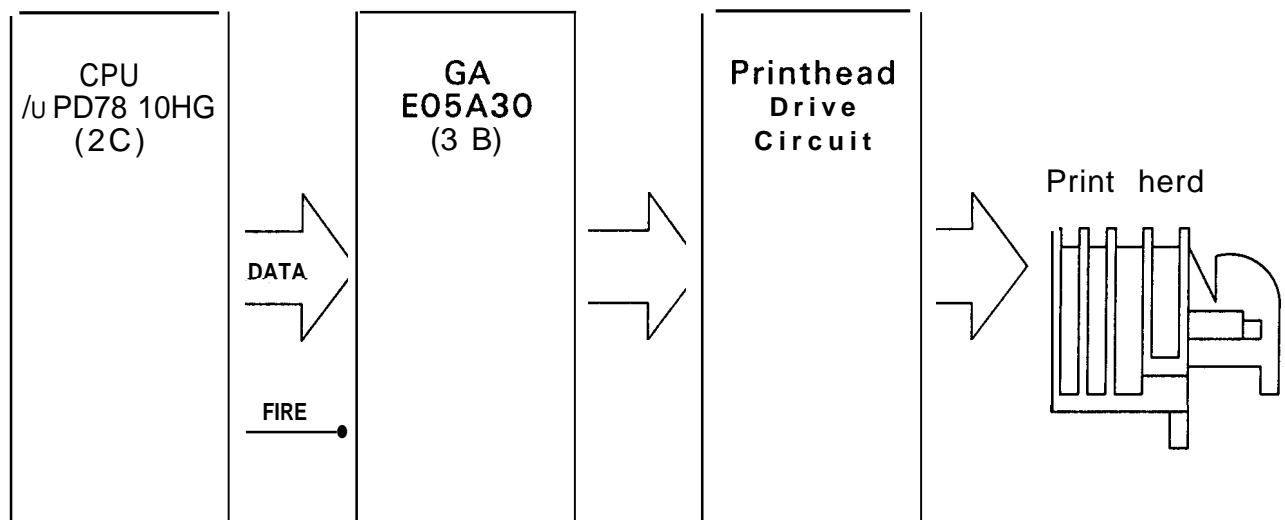 CPU
/u PD78 10HG
(2C)
GA
E05A30
(3 B)
Printhead
Drive
Circuit
Print herd
DATA
FIRE